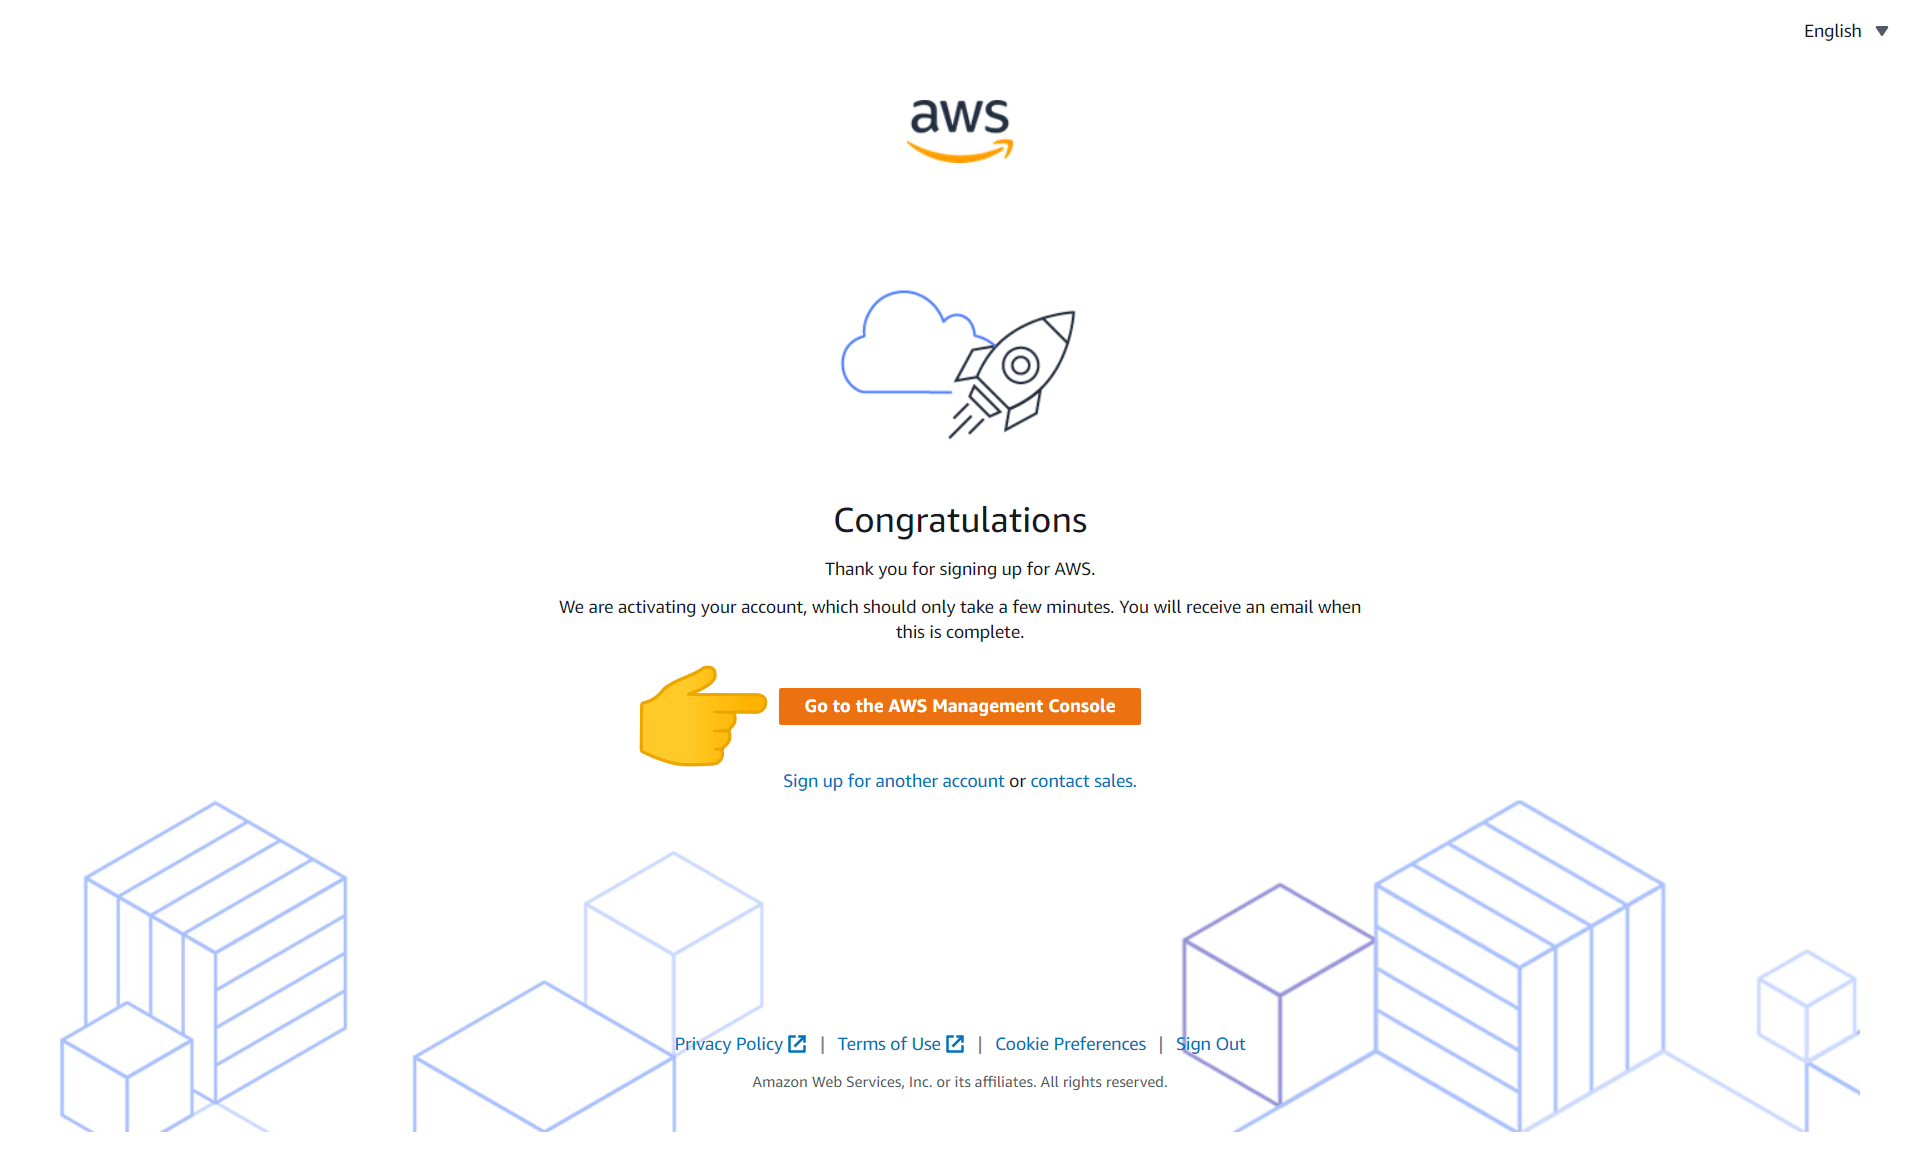 English
aws
Congratulations
Thank you for signing up for AWS.
We are activating your account, which should only take a few minutes. You will receive an email when
this is complete.
Go to the AWS Management Console
Sign up for another account or contact sales.
Privacy Policy | Terms of Use | Cookie Preferences | Sign Out
Amazon Web Services, Inc. or its affiliates. All rights reserved.